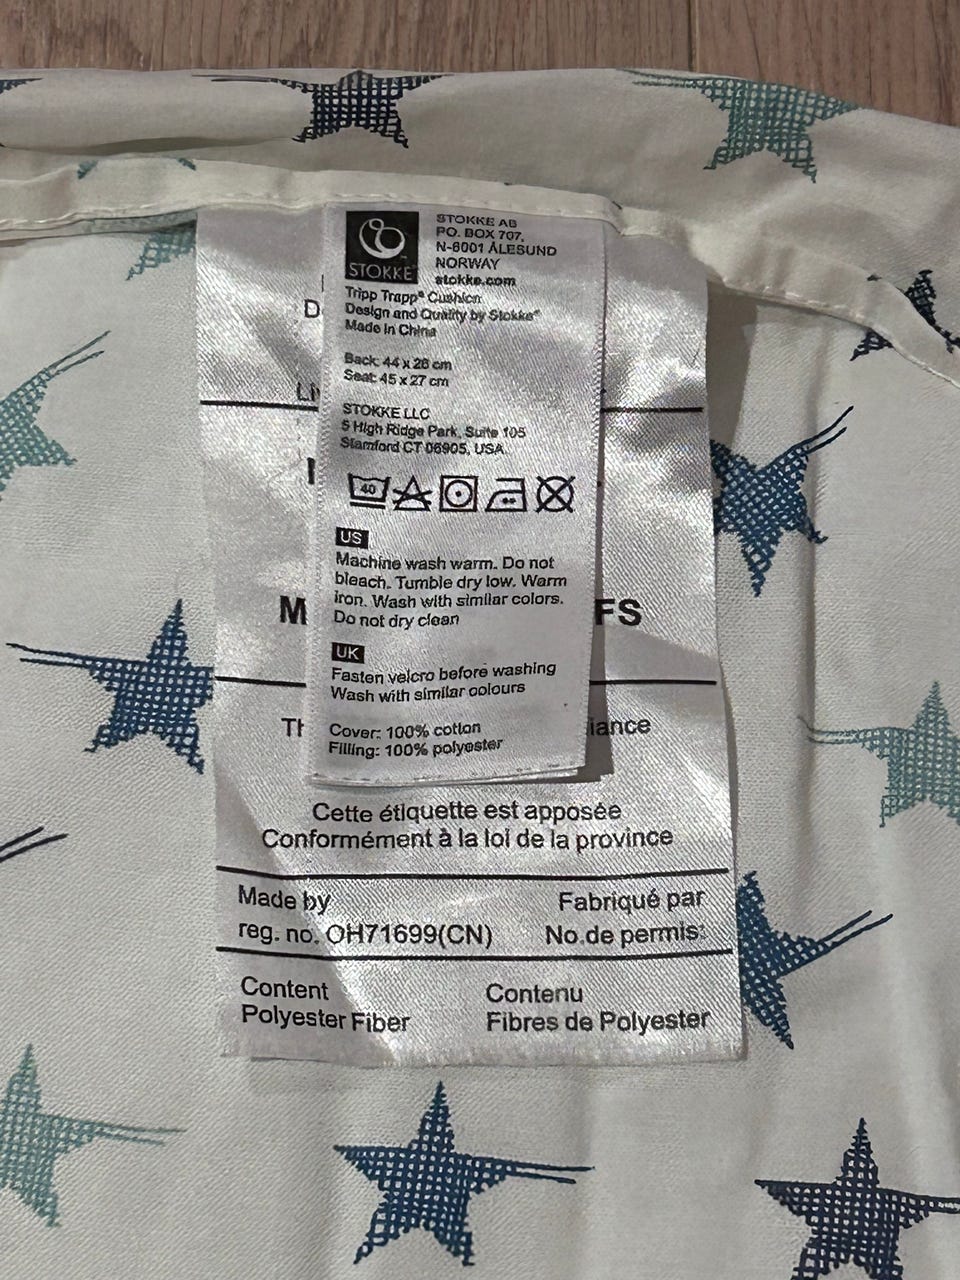 STOKKE
STOKKE AB
PO. BOX 707,
N-6001 ÅLESUND
NORWAY
stokke.com
Tripp Trapp® Cushion
Design and Quality by Stokke®
Made in China
Back: 44 x 26 cm
Seat: 45 x 27 cm
STOKKE LLC
5 High Ridge Park, Suite 105
Stamford CT 06905, USA.
40
US
Machine wash warm. Do not
bleach. Tumble dry low. Warm
iron. Wash with similar colors.
Do not dry clean
UK
Fasten velcro before washing
Wash with similar colours
Cover: 100% cotton
Filling: 100% polyester
Cette étiquette est apposée
Conformément à la loi de la province
Made by Fabriqué par
reg. no. OH71699(CN) No.de permis:
Content Contenu
Polyester Fiber Fibres de Polyester